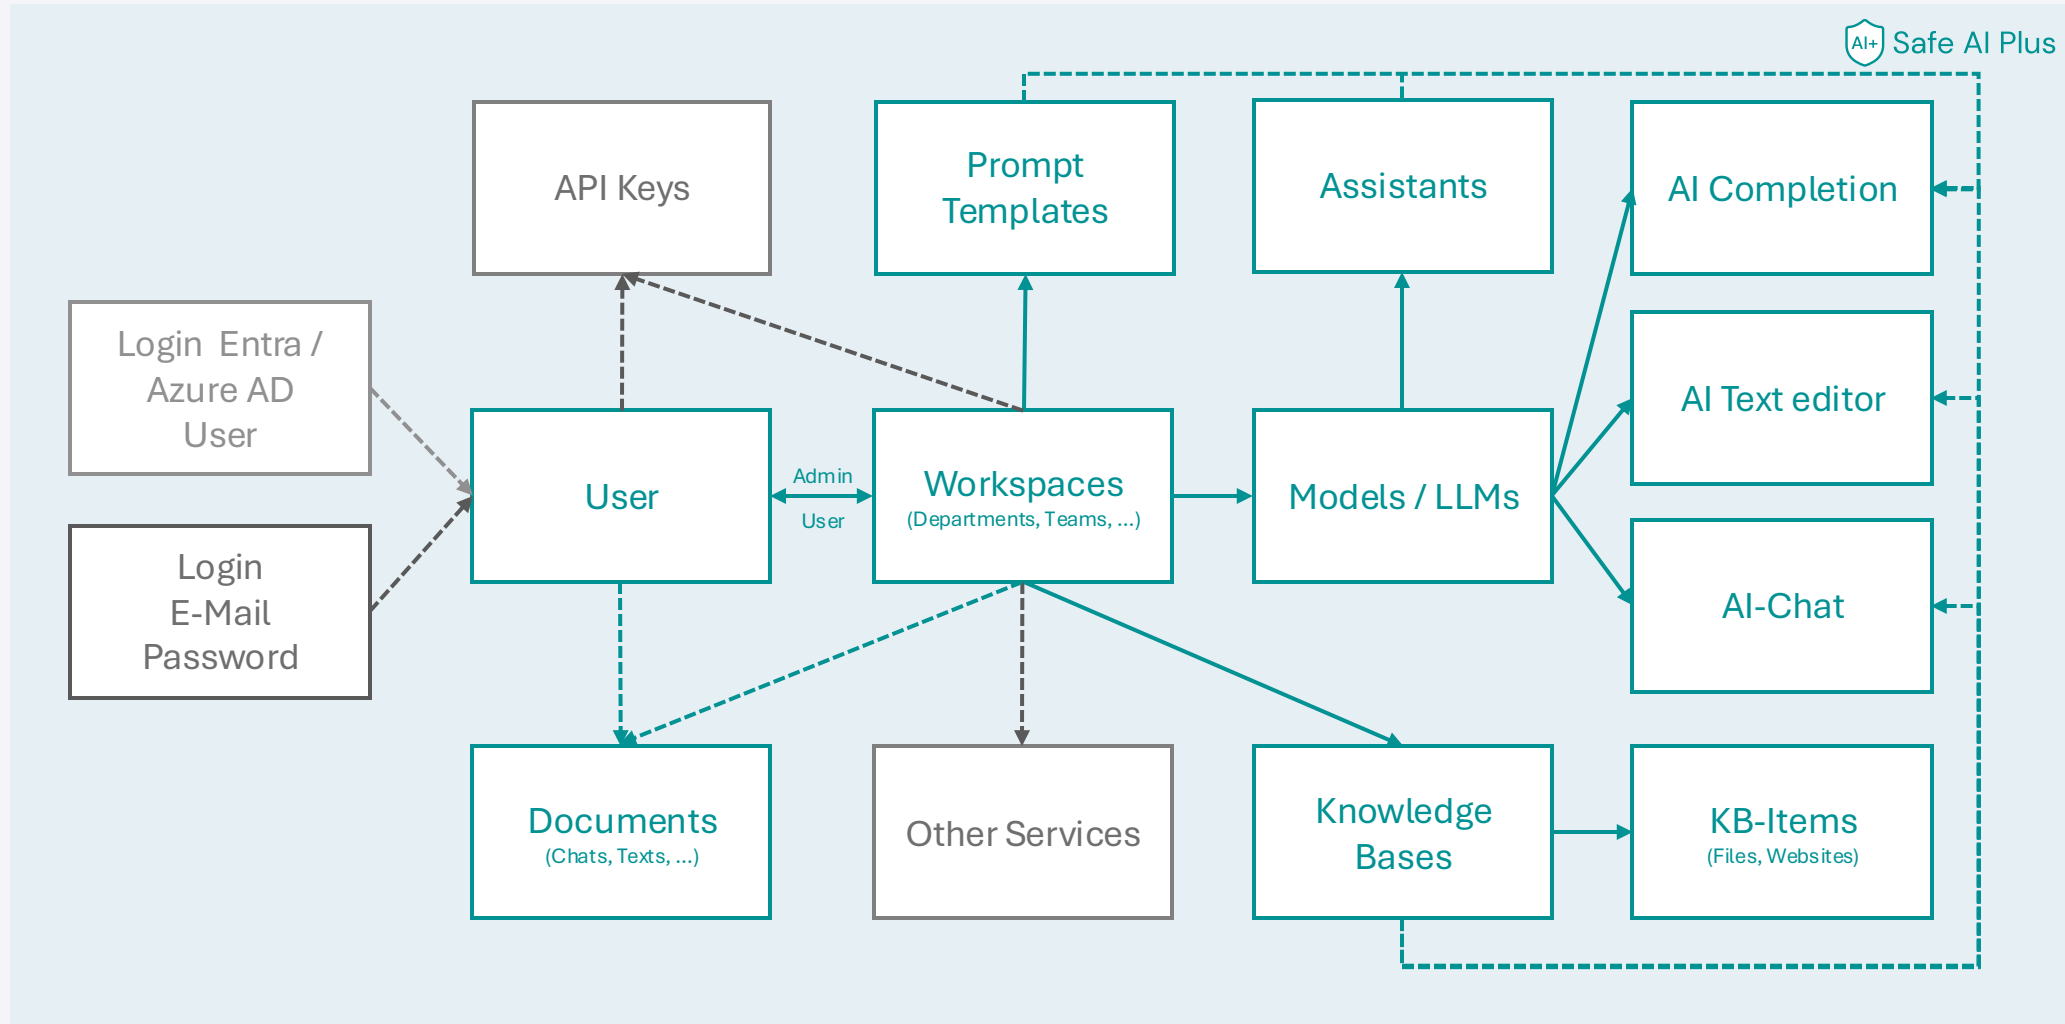 AI+ Safe AI Plus
API Keys
Prompt
Templates
Assistants
AI Completion
Login Entra /
Azure AD
User
Login
E-Mail
Password
User
Admin
User
Workspaces
(Departments, Teams, ...)
Models / LLMs
AI Text editor
AI-Chat
Documents
(Chats, Texts, ...)
Other Services
Knowledge
Bases
KB-Items
(Files, Websites)